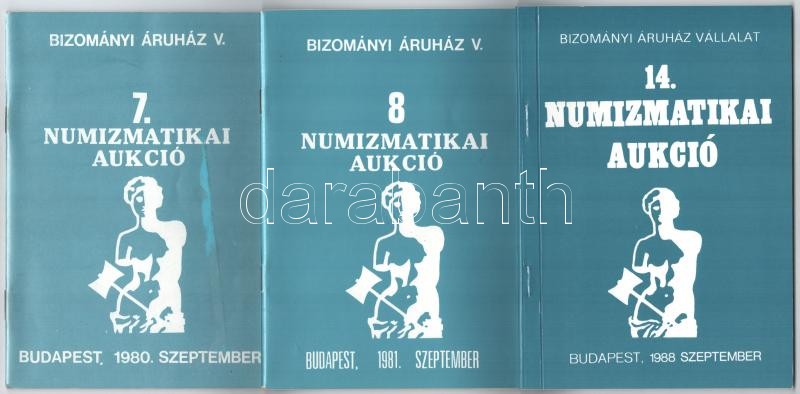 BIZOMÁNYI ÁRUHÁZ V.
7.
NUMIZMATIKAI
AUKCIÓ
BUDAPEST, 1980. SZEPTEMBER
BIZOMÁNYI ÁRUHÁZ V.
8
NUMIZMATIKAI
AUKCIÓ
BUDAPEST, 1981. SZEPTEMBER
BIZOMÁNYI ÁRUHÁZ VÁLLALAT
14.
NUMIZMATIKAI
AUKCIÓ
BUDAPEST, 1988 SZEPTEMBER
darabanth